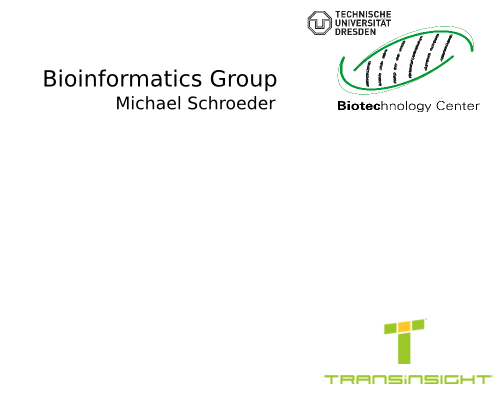 TECHNISCHE
UNIVERSITÄT
DRESDEN
Bioinformatics Group
Michael Schroeder
Biotechnology Center
TRANSINSIGHT